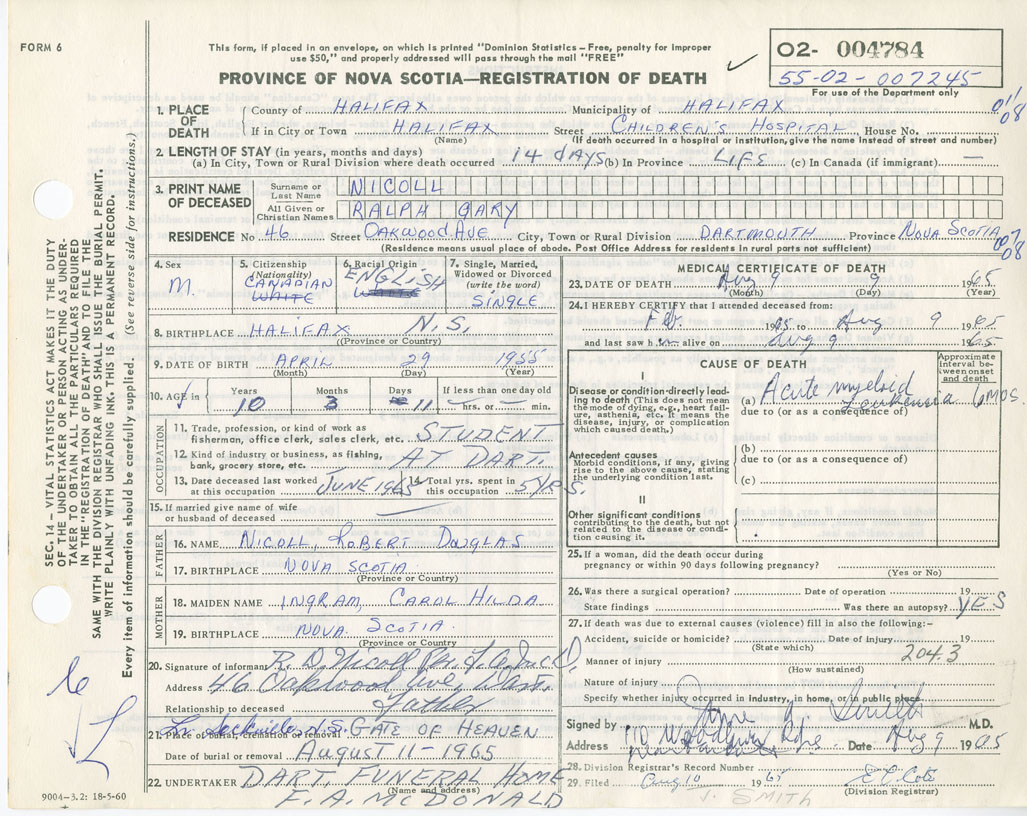 FORM 6
This form, if placed in an envelope, on which is printed "Dominion Statistics – Free, penalty for improper
use $50," and properly addressed will pass through the mail "FREE"
PROVINCE OF NOVA SCOTIA—REGISTRATION OF DEATH
02- 004784
55-02-007245
For use of the Department only
SEC. 14 – VITAL STATISTICS ACT MAKES IT THE DUTY
OF THE UNDERTAKER OR PERSON ACTING AS UNDER-
TAKER TO OBTAIN ALL THE PARTICULARS REQUIRED
IN THE "REGISTRATION OF DEATH" AND TO FILE THE
SAME WITH THE DIVISION REGISTRAR WHO SHALL ISSUE THE BURIAL PERMIT.
WRITE PLAINLY WITH UNFADING INK. THIS IS A PERMANENT RECORD.
Every item of information should be carefully supplied. (See reverse side for instructions.)
1. PLACE OF DEATH
County of HALIFAX Municipality of HALIFAX
If in City or Town HALIFAX Street CHILDREN'S HOSPITAL, House No.
(Name) (If death occurred in a hospital or institution, give the name instead of street and number)
2. LENGTH OF STAY (in years, months and days)
(a) In City, Town or Rural Division where death occurred 14 days (b) In Province LIFE (c) In Canada (if immigrant) —
3. PRINT NAME OF DECEASED
Surname or Last Name NICOLL
All Given or Christian Names RALPH GARY
RESIDENCE No 46 Street OAKWOOD AVE City, Town or Rural Division DARTMOUTH Province NOVA SCOTIA
(Residence means usual place of abode. Post Office Address for residents in rural parts not sufficient)
4. Sex M.
5. Citizenship (Nationality) CANADIAN WHITE
6. Racial Origin ENGLISH
7. Single, Married, Widowed or Divorced (write the word) SINGLE
8. BIRTHPLACE HALIFAX N.S.
(Province or Country)
9. DATE OF BIRTH APRIL 29 1955
(Month) (Day) (Year)
10. AGE in Years 10 Months 3 Days 11 If less than one day old hrs. or min.
OCCUPATION
11. Trade, profession, or kind of work as
fisherman, office clerk, sales clerk, etc. STUDENT
12. Kind of industry or business, as fishing,
bank, grocery store, etc. AT DART.
13. Date deceased last worked at this occupation JUNE 1965 14. Total yrs. spent in this occupation 5 yrs.
15. If married give name of wife
or husband of deceased —
FATHER
16. NAME NICOLL, ROBERT DOUGLAS
17. BIRTHPLACE NOVA SCOTIA
(Province or Country)
MOTHER
18. MAIDEN NAME INGRAM, CAROL HILDA
19. BIRTHPLACE NOVA SCOTIA
(Province or Country)
20. Signature of informant R. D. Nicoll
Address 46 Oakwood Ave, Dart.
Relationship to deceased Father
21. Place of burial, cremation or removal N.S. GATE OF HEAVEN
Date of burial or removal AUGUST 11 – 1965
22. UNDERTAKER DART. FUNERAL HOME
(Name and address)
F. A. MCDONALD
9004-3.2: 18-5-60
MEDICAL CERTIFICATE OF DEATH
23. DATE OF DEATH Aug 9 9 1965
(Month) (Day) (Year)
24. I HEREBY CERTIFY that I attended deceased from:
Feb. 1965 to Aug 9 1965
and last saw him alive on Aug 9 1965
CAUSE OF DEATH
Approximate interval between onset and death
I
Disease or condition directly leading to death (This does not mean the mode of dying, e.g., heart failure, asthenia, etc. It means the disease, injury, or complication which caused death.)
(a) Acute myeloid Leukemia 6 MOS.
due to (or as a consequence of)
Antecedent causes
Morbid conditions, if any, giving rise to the above cause, stating the underlying condition last.
(b)
due to (or as a consequence of)
(c)
II
Other significant conditions
contributing to the death, but not related to the disease or condition causing it.
25. If a woman, did the death occur during
pregnancy or within 90 days following pregnancy?
(Yes or No)
26. Was there a surgical operation? Date of operation 19
State findings Was there an autopsy? YES
27. If death was due to external causes (violence) fill in also the following:–
Accident, suicide or homicide? Date of injury 19
(State which) 204.3
Manner of injury
(How sustained)
Nature of injury
Specify whether injury occurred in industry, in home, or in public place
Signed by Smith M.D.
Address Date Aug 9 1965
28. Division Registrar's Record Number
29. Filed Aug 10 1965
(Division Registrar)
J. SMITH